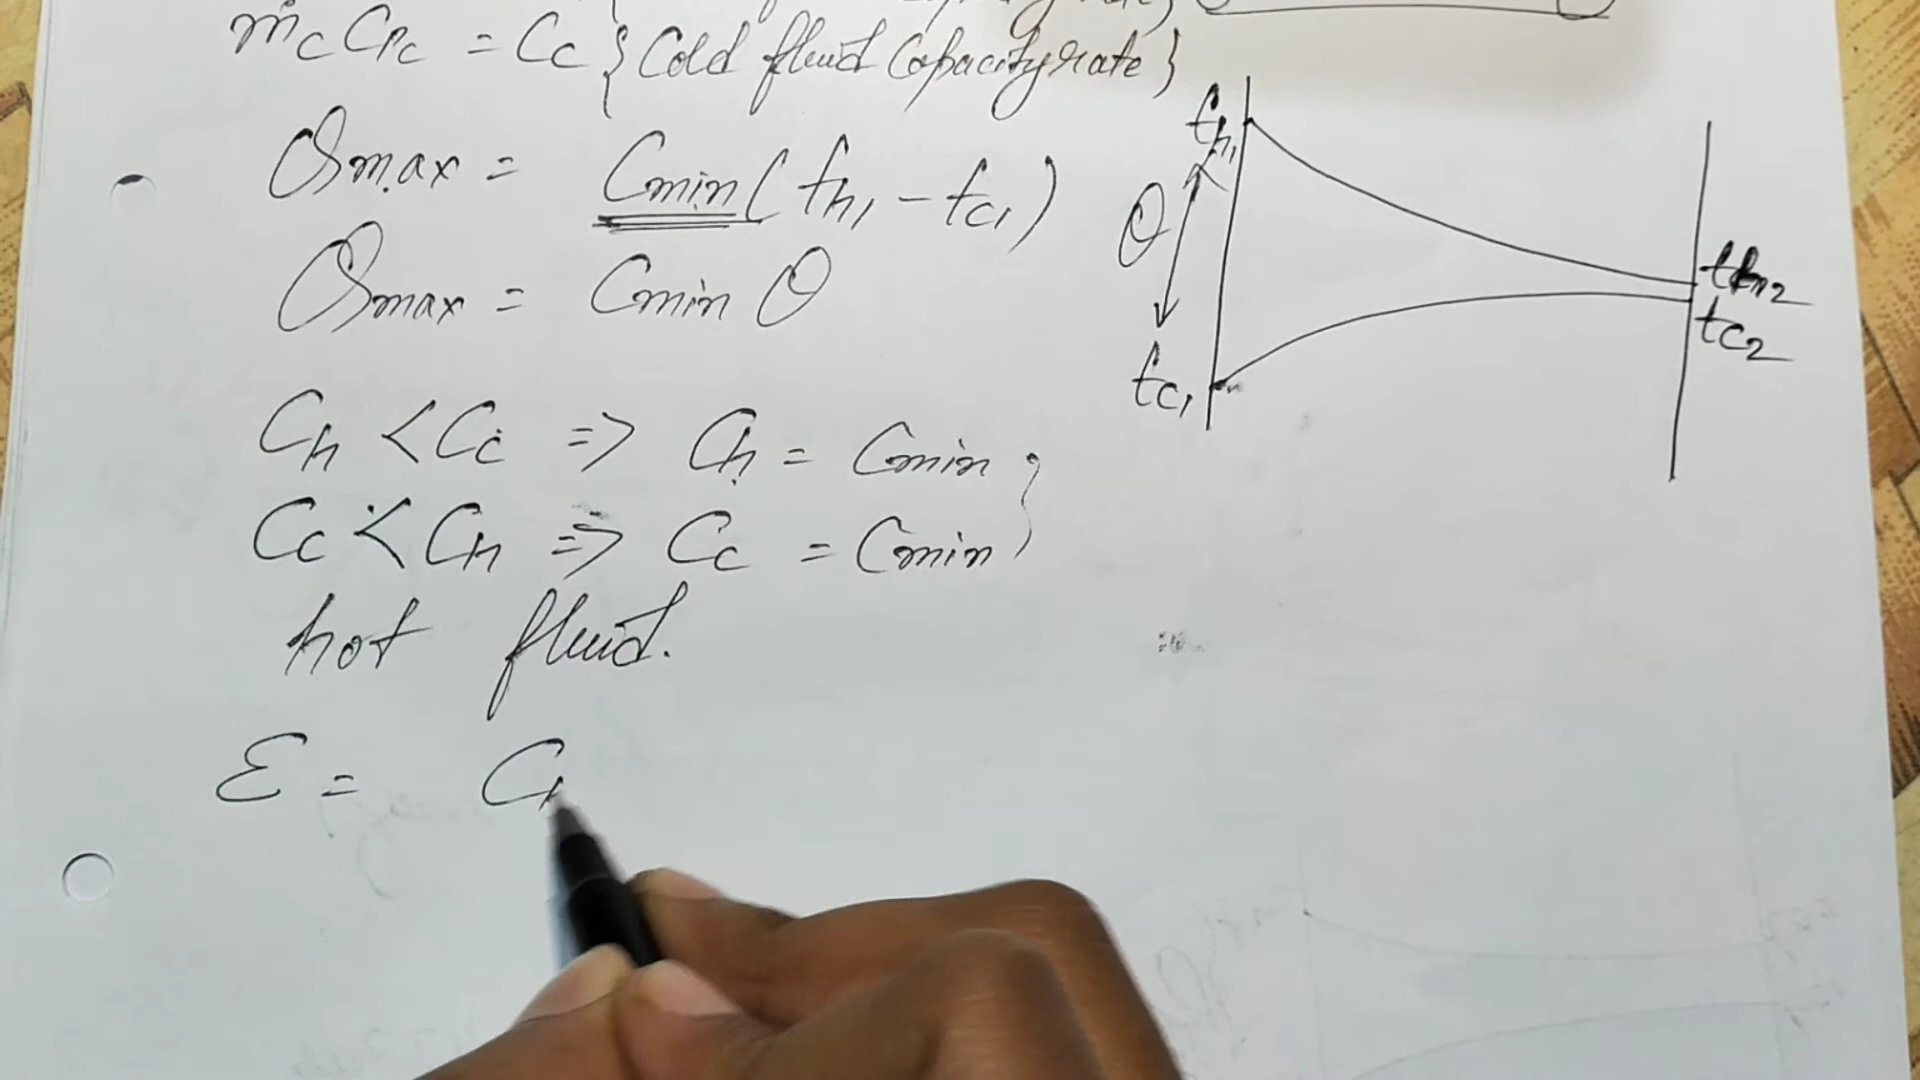 ṁc Cpc = Cc {Cold fluid Capacity rate}
Qmax = Cmin (th1 - tc1)
Qmax = Cmin θ
Ch < Cc => Ch = Cmin }
Cc < Ch => Cc = Cmin
hot fluid.
ε = Ch
th1
θ
tc1
th2
tc2